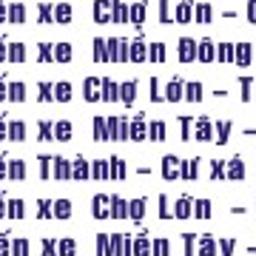 ến xe Chợ Lớn –
ến xe Miền Đông
ến xe Chợ Lớn – T
ến xe Miền Tây –
ến Thành – Cư xá
ến xe Chợ Lớn –
ến xe Miền Tây –